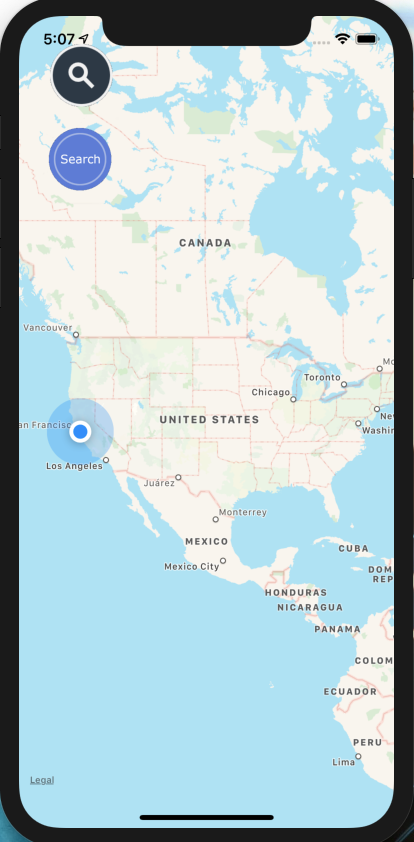 5:07
Search
CANADA
Vancouver
Toronto
Chicago
an Francisc
UNITED STATES
Washin
Los Angeles
Juárez
Monterrey
MEXICO
CUBA
Mexico City
DOM
REP
HONDURAS
NICARAGUA
PANAMA
COLOM
ECUADOR
PERU
Lima
Legal